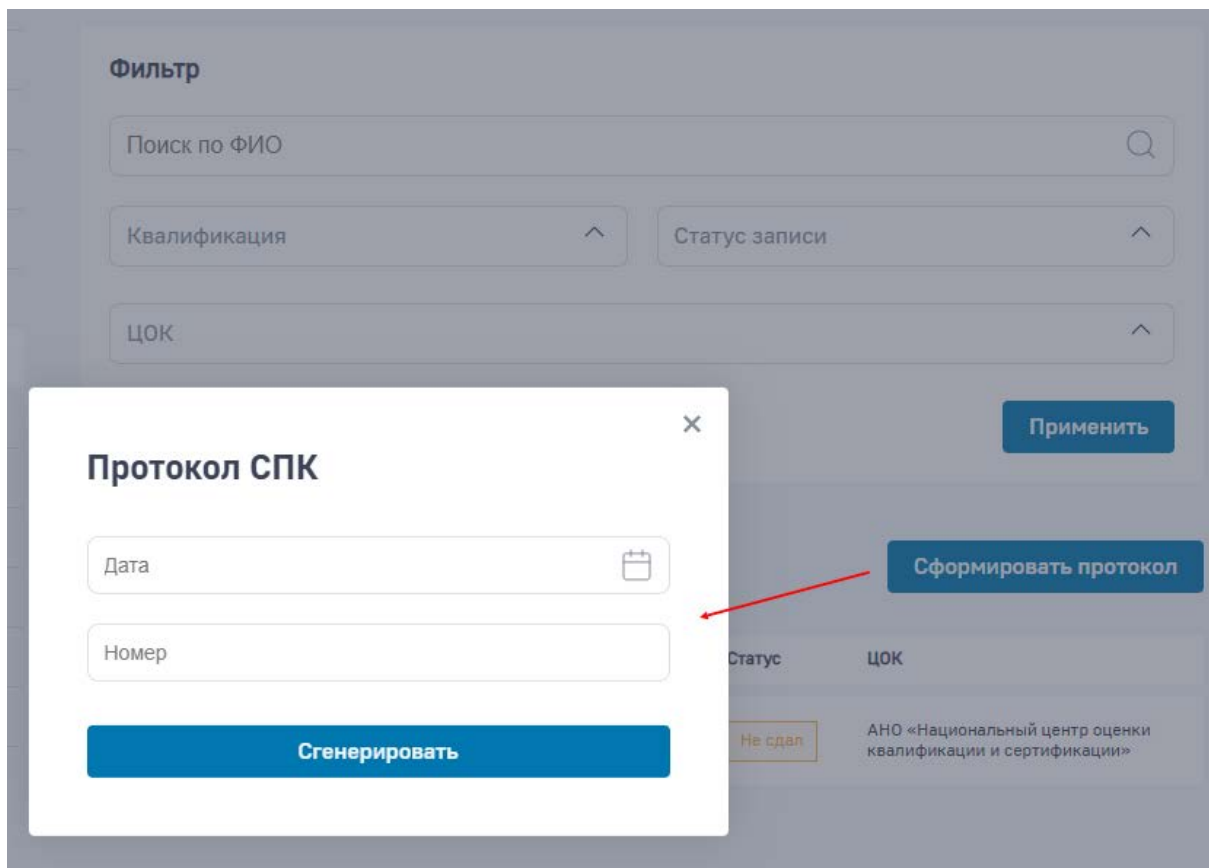 Фильтр
Поиск по ФИО
Квалификация
Статус записи
ЦОК
Применить
Протокол СПК
Дата
Номер
Сгенерировать
Сформировать протокол
Статус
ЦОК
Не сдал
АНО «Национальный центр оценки
квалификации и сертификации»